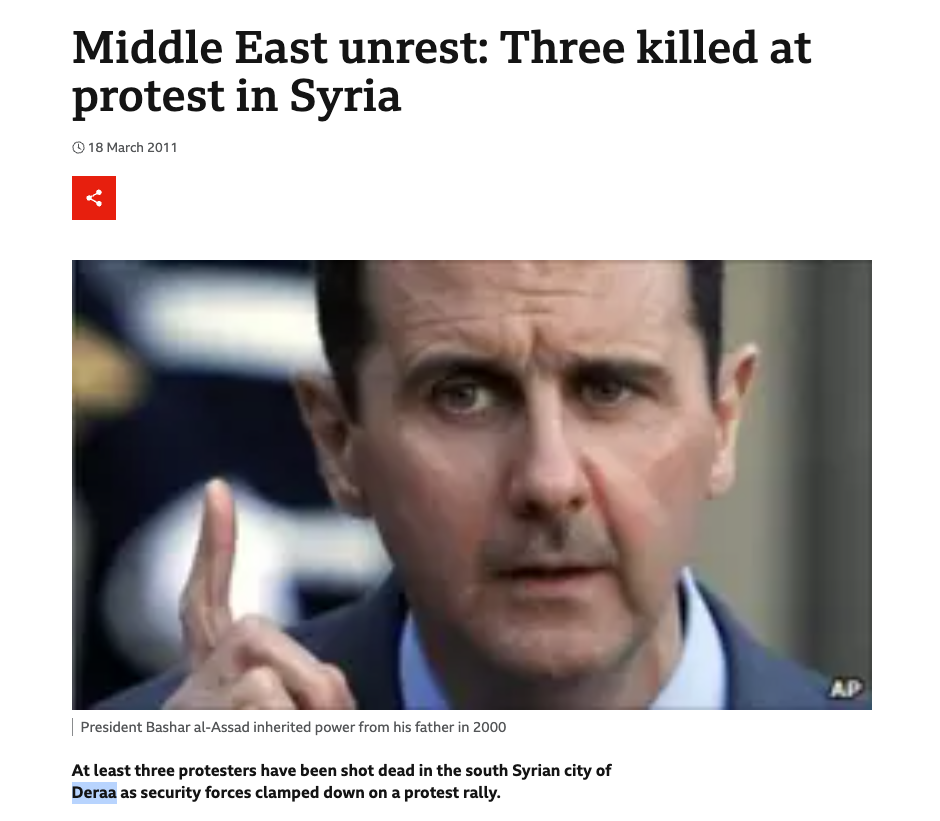 Middle East unrest: Three killed at
protest in Syria
18 March 2011
AP
President Bashar al-Assad inherited power from his father in 2000
At least three protesters have been shot dead in the south Syrian city of
Deraa as security forces clamped down on a protest rally.